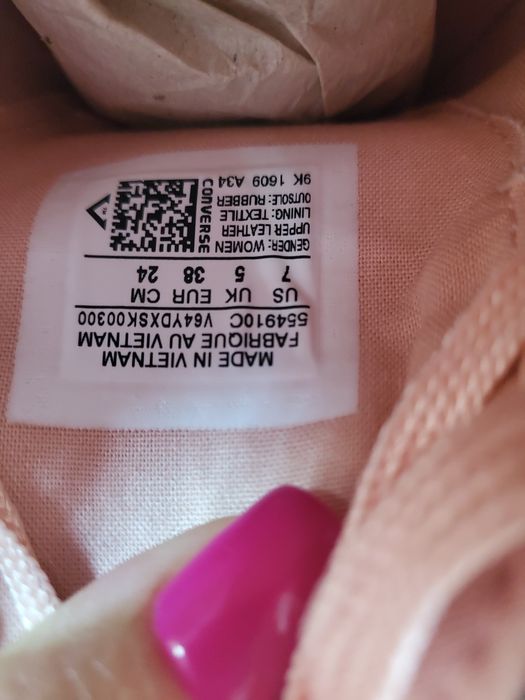 MADE IN VIETNAM
FABRIQUE AU VIETNAM
554910C V64YDXSK00300
US UK EUR CM
7 5 38 24
GENDER: WOMEN
UPPER LEATHER
LINING: TEXTILE
OUTSOLE: RUBBER
9K 1609 A34
CONVERSE